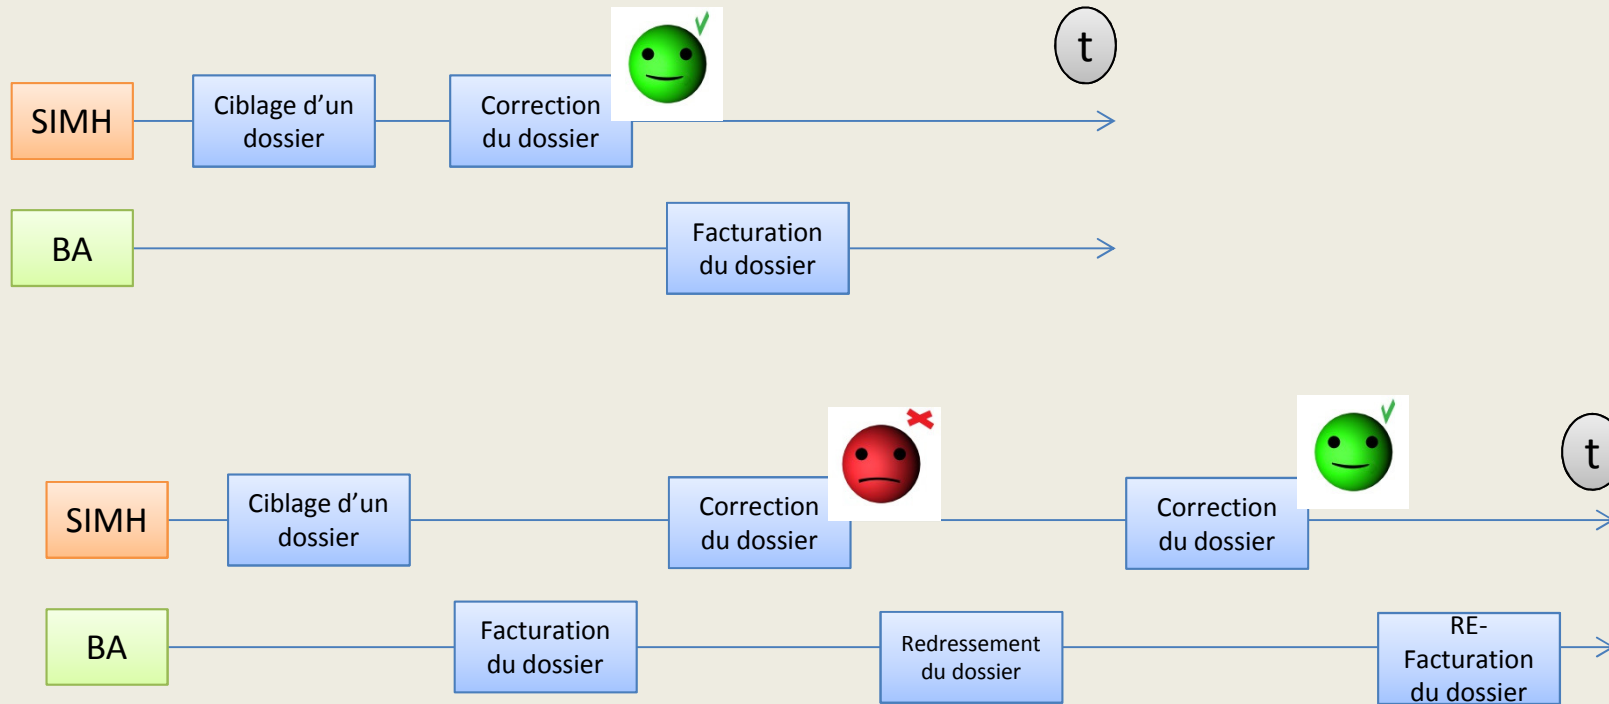 t
SIMH
Ciblage d'un
dossier
Correction
du dossier
BA
Facturation
du dossier
t
SIMH
Ciblage d'un
dossier
Correction
du dossier
Correction
du dossier
BA
Facturation
du dossier
Redressement
du dossier
RE-
Facturation
du dossier